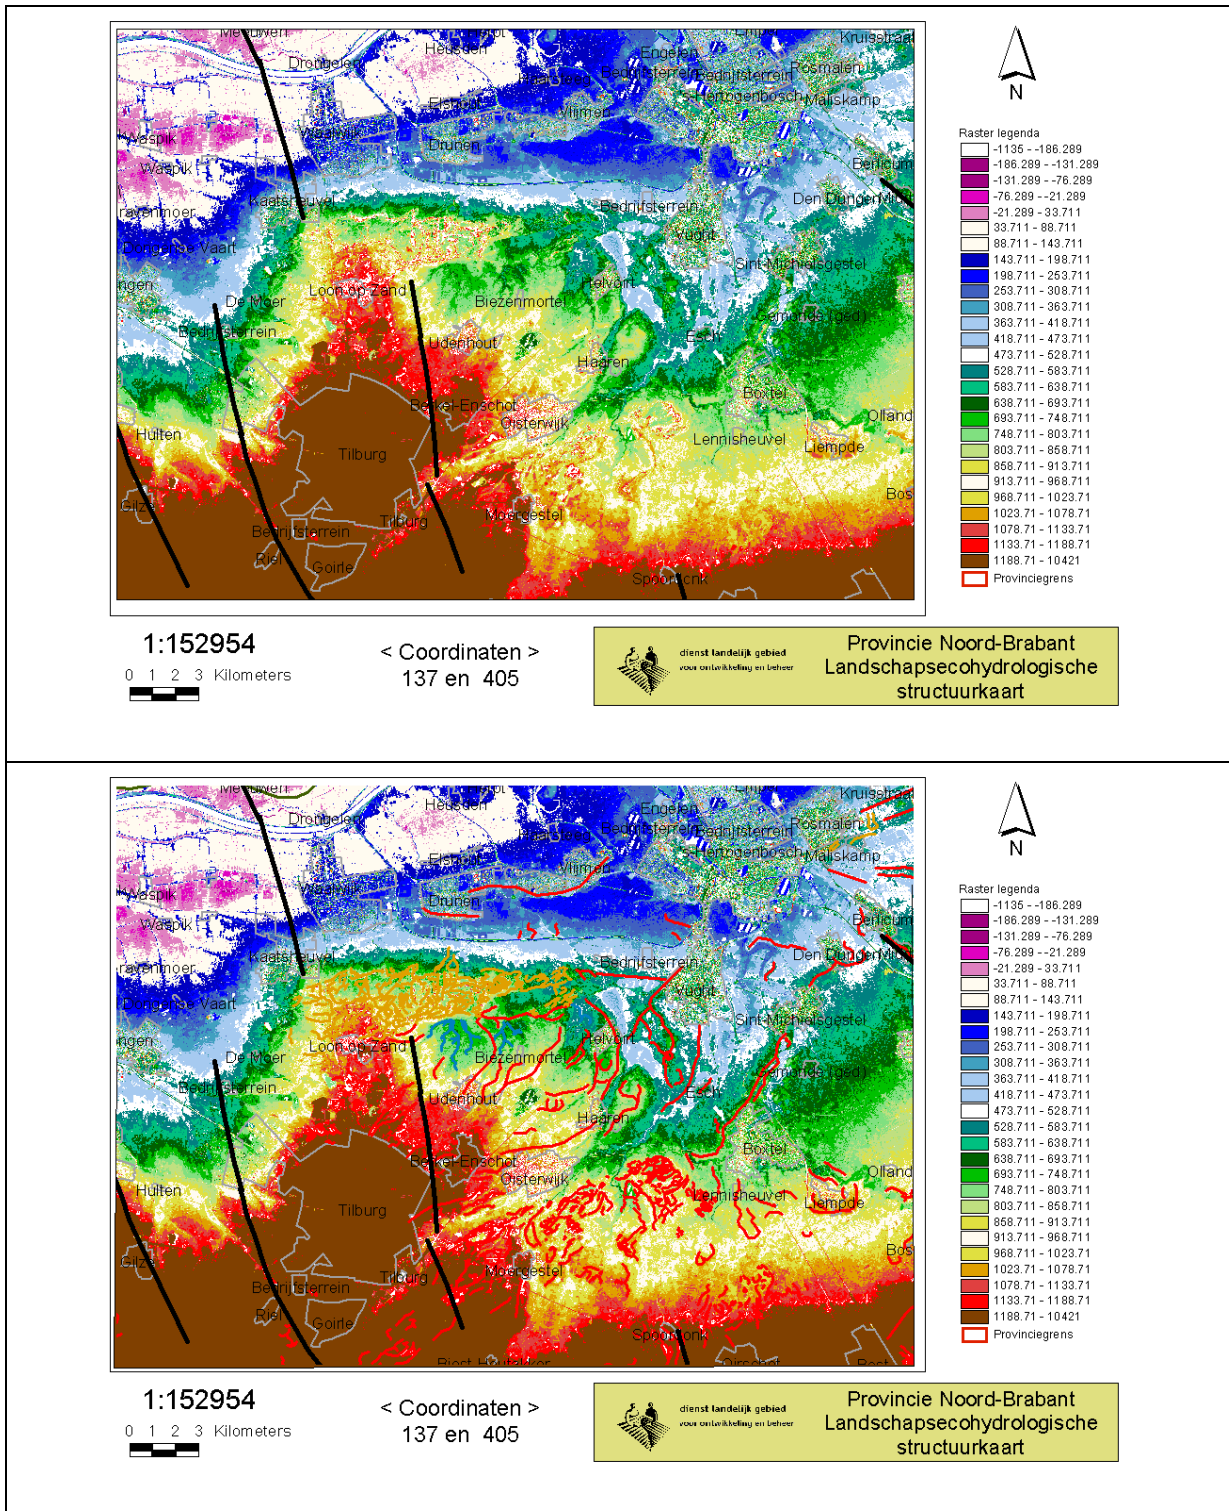 Meeuwen
Drongelen
Heusden
Engelen
Kruisstraat
Bedrijfsterrein
Bedrijfsterrein
Rosmalen
Hertogenbosch
Maliskamp
Elshout
Vlijmen
Waspik
Waalwijk
Drunen
Waspik
Berlicum
Kaatsheuvel
Bedrijfsterrein
Den Dungen
ravenmoer
Vught
Dongense Vaart
Sint-Michielsgestel
ngen
De Moer
Loon op Zand
Biezenmortel
Helvoirt
Gemonde (ged)
Bedrijfsterrein
Udenhout
Esch
Haaren
Boxtel
Berkel-Enschot
Oisterwijk
Olland
Hulten
Lennisheuvel
Liempde
Tilburg
Gilze
Moergestel
Bos
Tilburg
Bedrijfsterrein
Riel
Goirle
Spoordonk
N
Raster legenda
-1135 - -186.289
-186.289 - -131.289
-131.289 - -76.289
-76.289 - -21.289
-21.289 - 33.711
33.711 - 88.711
88.711 - 143.711
143.711 - 198.711
198.711 - 253.711
253.711 - 308.711
308.711 - 363.711
363.711 - 418.711
418.711 - 473.711
473.711 - 528.711
528.711 - 583.711
583.711 - 638.711
638.711 - 693.711
693.711 - 748.711
748.711 - 803.711
803.711 - 858.711
858.711 - 913.711
913.711 - 968.711
968.711 - 1023.71
1023.71 - 1078.71
1078.71 - 1133.71
1133.71 - 1188.71
1188.71 - 10421
Provinciegrens
1:152954
0 1 2 3 Kilometers
< Coordinaten >
137 en 405
dienst landelijk gebied
voor ontwikkeling en beheer
Provincie Noord-Brabant
Landschapsecohydrologische
structuurkaart
Meeuwen
Drongelen
Heusden
Engelen
Kruisstraat
Bedrijfsterrein
Bedrijfsterrein
Rosmalen
Hertogenbosch
Maliskamp
Elshout
Vlijmen
Waspik
Waalwijk
Drunen
Waspik
Berlicum
Kaatsheuvel
Bedrijfsterrein
Den Dungen
ravenmoer
Vught
Dongense Vaart
Sint-Michielsgestel
ngen
De Moer
Loon op Zand
Biezenmortel
Helvoirt
Gemonde (ged)
Bedrijfsterrein
Udenhout
Esch
Haaren
Boxtel
Berkel-Enschot
Oisterwijk
Olland
Hulten
Lennisheuvel
Liempde
Tilburg
Gilze
Moergestel
Bos
Tilburg
Bedrijfsterrein
Riel
Goirle
Spoordonk
Oirschot
N
Raster legenda
-1135 - -186.289
-186.289 - -131.289
-131.289 - -76.289
-76.289 - -21.289
-21.289 - 33.711
33.711 - 88.711
88.711 - 143.711
143.711 - 198.711
198.711 - 253.711
253.711 - 308.711
308.711 - 363.711
363.711 - 418.711
418.711 - 473.711
473.711 - 528.711
528.711 - 583.711
583.711 - 638.711
638.711 - 693.711
693.711 - 748.711
748.711 - 803.711
803.711 - 858.711
858.711 - 913.711
913.711 - 968.711
968.711 - 1023.71
1023.71 - 1078.71
1078.71 - 1133.71
1133.71 - 1188.71
1188.71 - 10421
Provinciegrens
1:152954
0 1 2 3 Kilometers
< Coordinaten >
137 en 405
dienst landelijk gebied
voor ontwikkeling en beheer
Provincie Noord-Brabant
Landschapsecohydrologische
structuurkaart